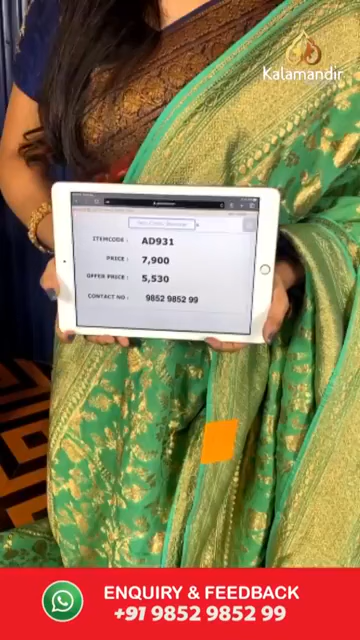 Kalamandir
ITEMCODE : AD931
PRICE : 7,900
OFFER PRICE : 5,530
CONTACT NO : 9852 9852 99
ENQUIRY & FEEDBACK
+91 9852 9852 99